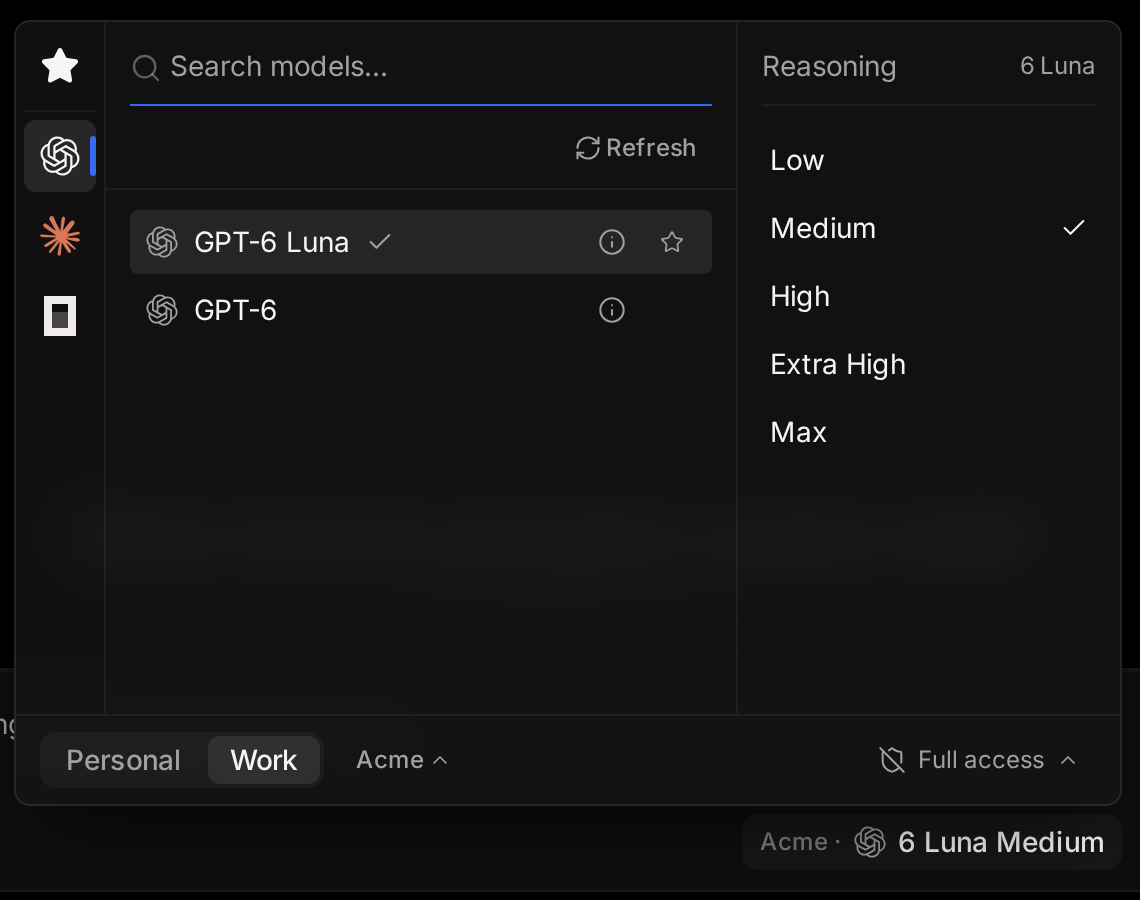 Search models...
Reasoning 6 Luna
Refresh
Low
GPT-6 Luna
Medium
GPT-6
High
Extra High
Max
Personal Work Acme Full access
Acme · 6 Luna Medium